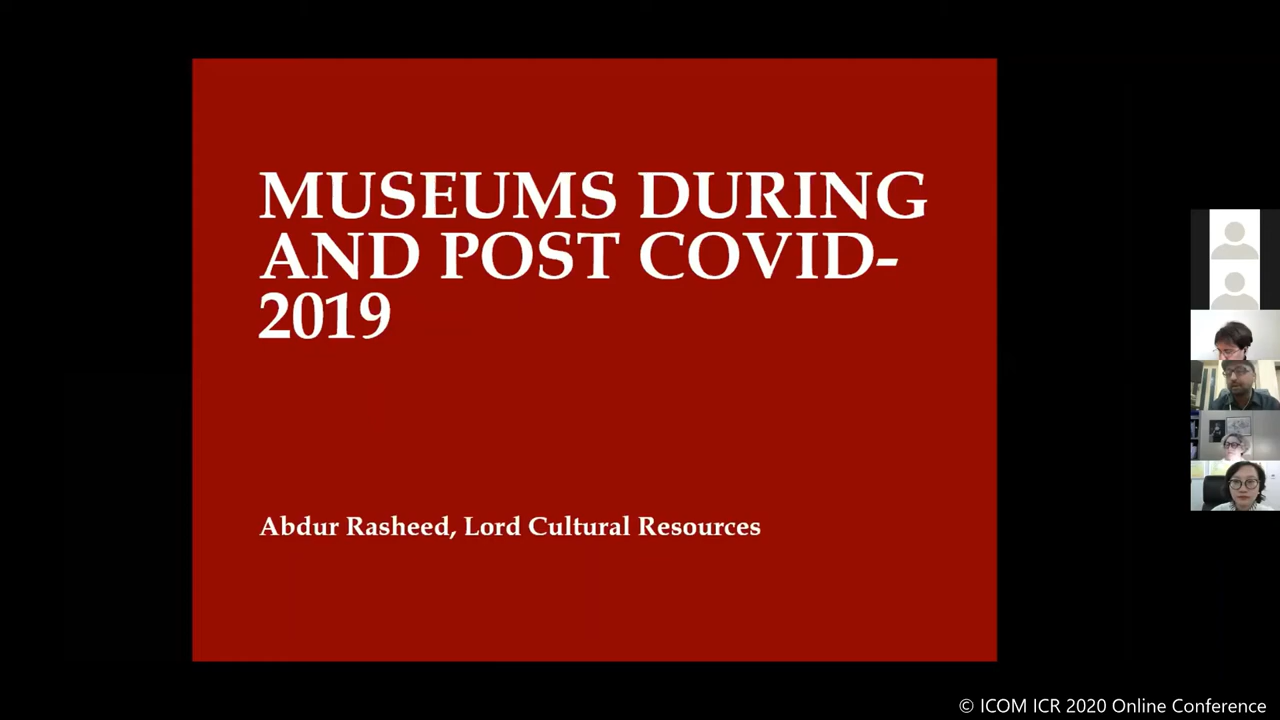 MUSEUMS DURING
AND POST COVID-
2019
Abdur Rasheed, Lord Cultural Resources
© ICOM ICR 2020 Online Conference